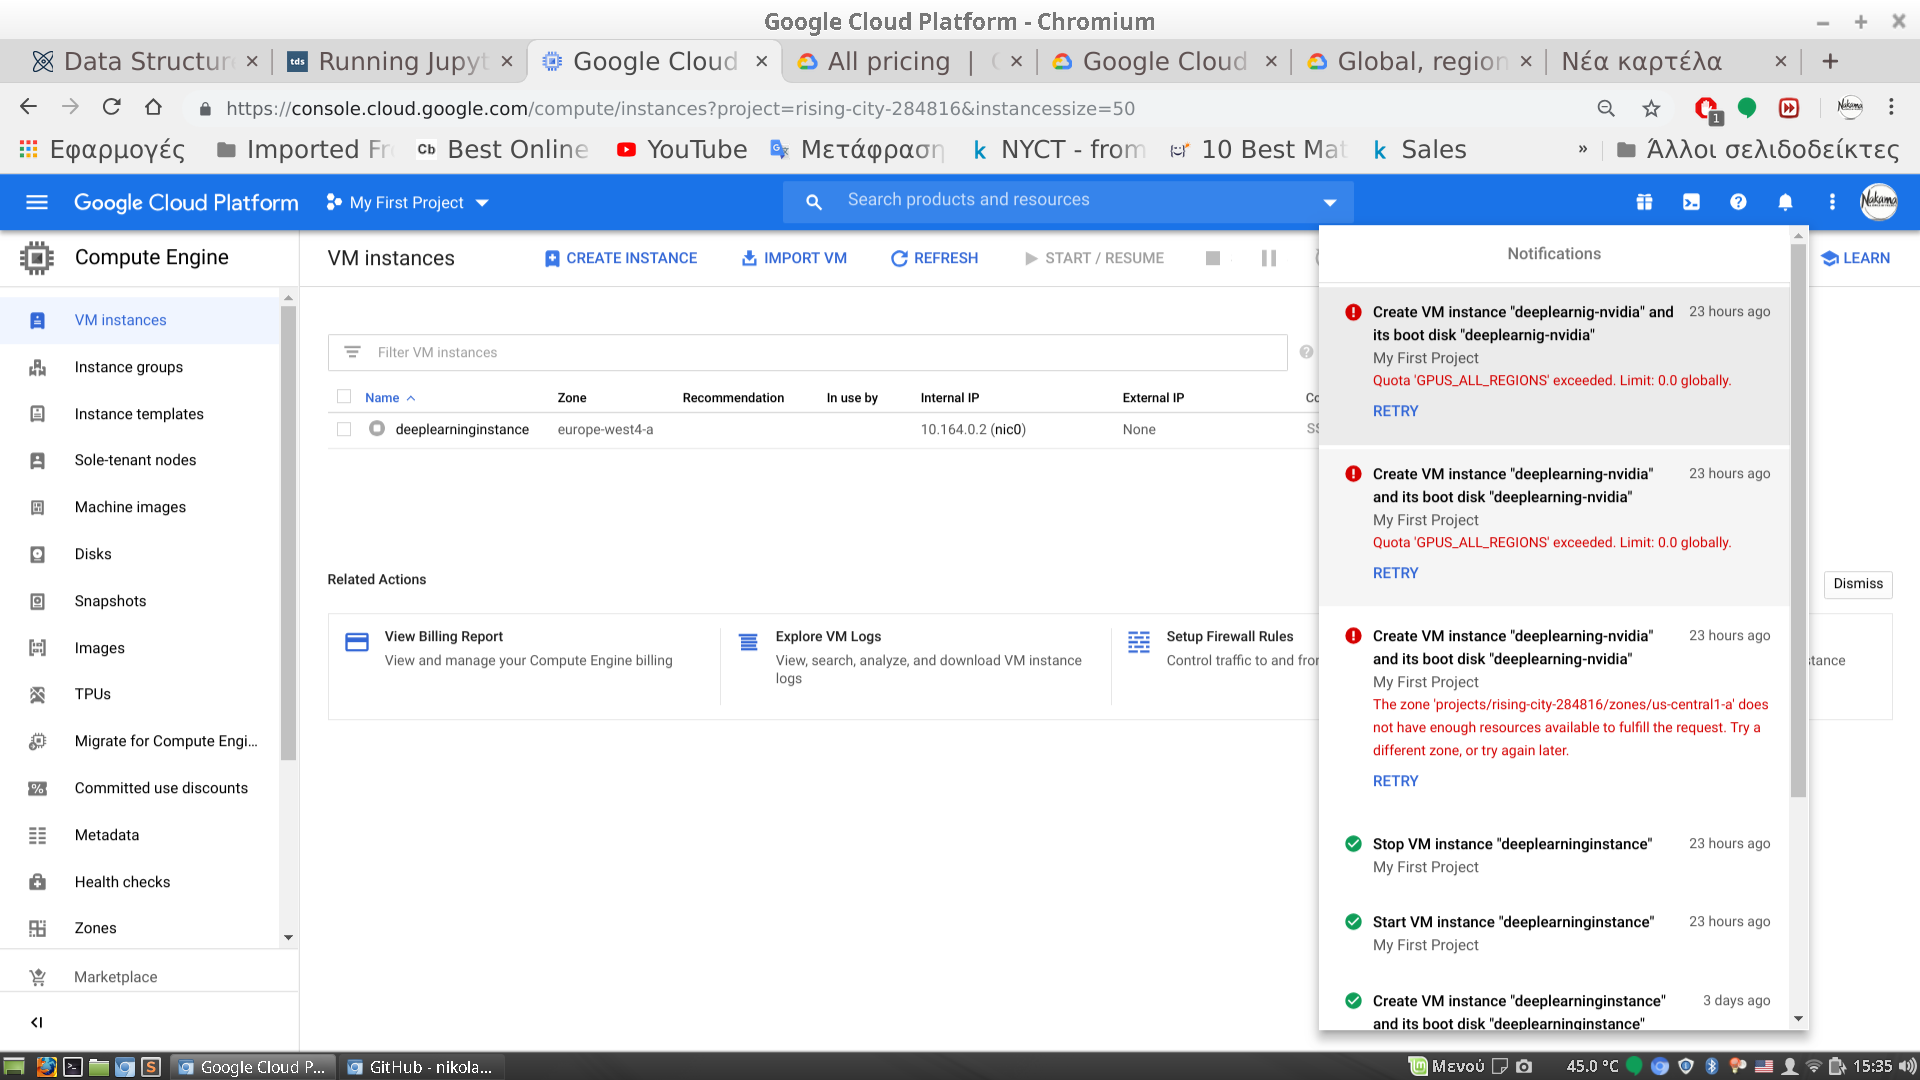 Google Cloud Platform - Chromium
Data Structur
Running Jupyt
Google Cloud
All pricing |
Google Cloud
Global, region
Νέα καρτέλα
https://console.cloud.google.com/compute/instances?project=rising-city-284816&instancessize=50
1
Εφαρμογές
Imported Fr
Cb Best Online
YouTube
Μετάφραση
k NYCT - from
10 Best Mat
k Sales
»
Άλλοι σελιδοδείκτες
Google Cloud Platform
My First Project
Search products and resources
Nakama
Compute Engine
VM instances
CREATE INSTANCE
IMPORT VM
REFRESH
START / RESUME
LEARN
VM instances
Instance groups
Instance templates
Sole-tenant nodes
Machine images
Disks
Snapshots
Images
TPUs
Migrate for Compute Engi...
Committed use discounts
Metadata
Health checks
Zones
Marketplace
Filter VM instances
Name Zone Recommendation In use by Internal IP External IP Co
deeplearninginstance europe-west4-a 10.164.0.2 (nic0) None SS
Related Actions
Dismiss
View Billing Report
View and manage your Compute Engine billing
Explore VM Logs
View, search, analyze, and download VM instance
logs
Setup Firewall Rules
Control traffic to and fro
stance
Notifications
Create VM instance "deeplearnig-nvidia" and 23 hours ago
its boot disk "deeplearnig-nvidia"
My First Project
Quota 'GPUS_ALL_REGIONS' exceeded. Limit: 0.0 globally.
RETRY
Create VM instance "deeplearning-nvidia" 23 hours ago
and its boot disk "deeplearning-nvidia"
My First Project
Quota 'GPUS_ALL_REGIONS' exceeded. Limit: 0.0 globally.
RETRY
Create VM instance "deeplearning-nvidia" 23 hours ago
and its boot disk "deeplearning-nvidia"
My First Project
The zone 'projects/rising-city-284816/zones/us-central1-a' does
not have enough resources available to fulfill the request. Try a
different zone, or try again later.
RETRY
Stop VM instance "deeplearninginstance" 23 hours ago
My First Project
Start VM instance "deeplearninginstance" 23 hours ago
My First Project
Create VM instance "deeplearninginstance" 3 days ago
and its boot disk "deeplearninginstance"
Google Cloud P...
GitHub - nikola...
Μενού
45.0 °C
15:35